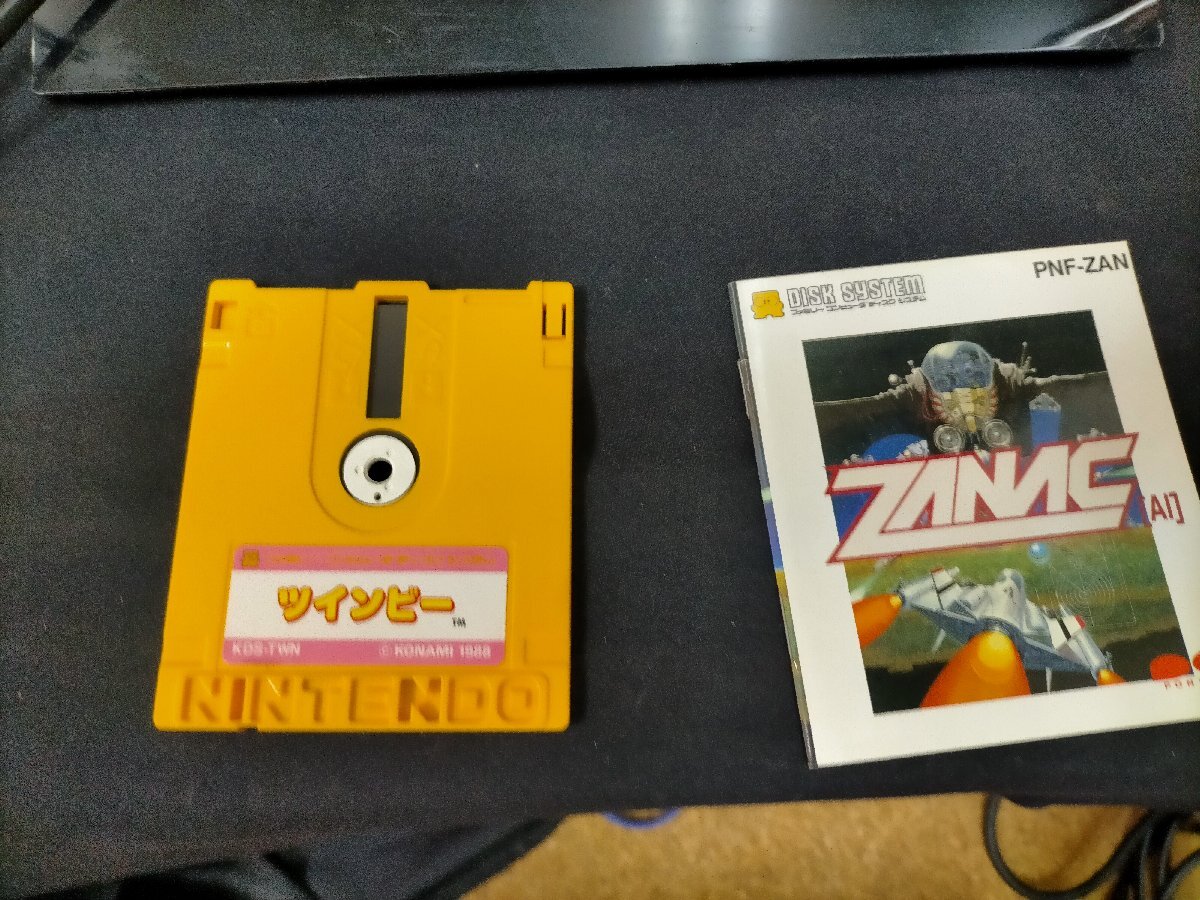 ツインビー
TM
KDS-TWN
© KONAMI 1988
NINTENDO
DISK SYSTEM
ファミリー コンピュータ ディスク システム
PNF-ZAN
ZANAC
[AI]